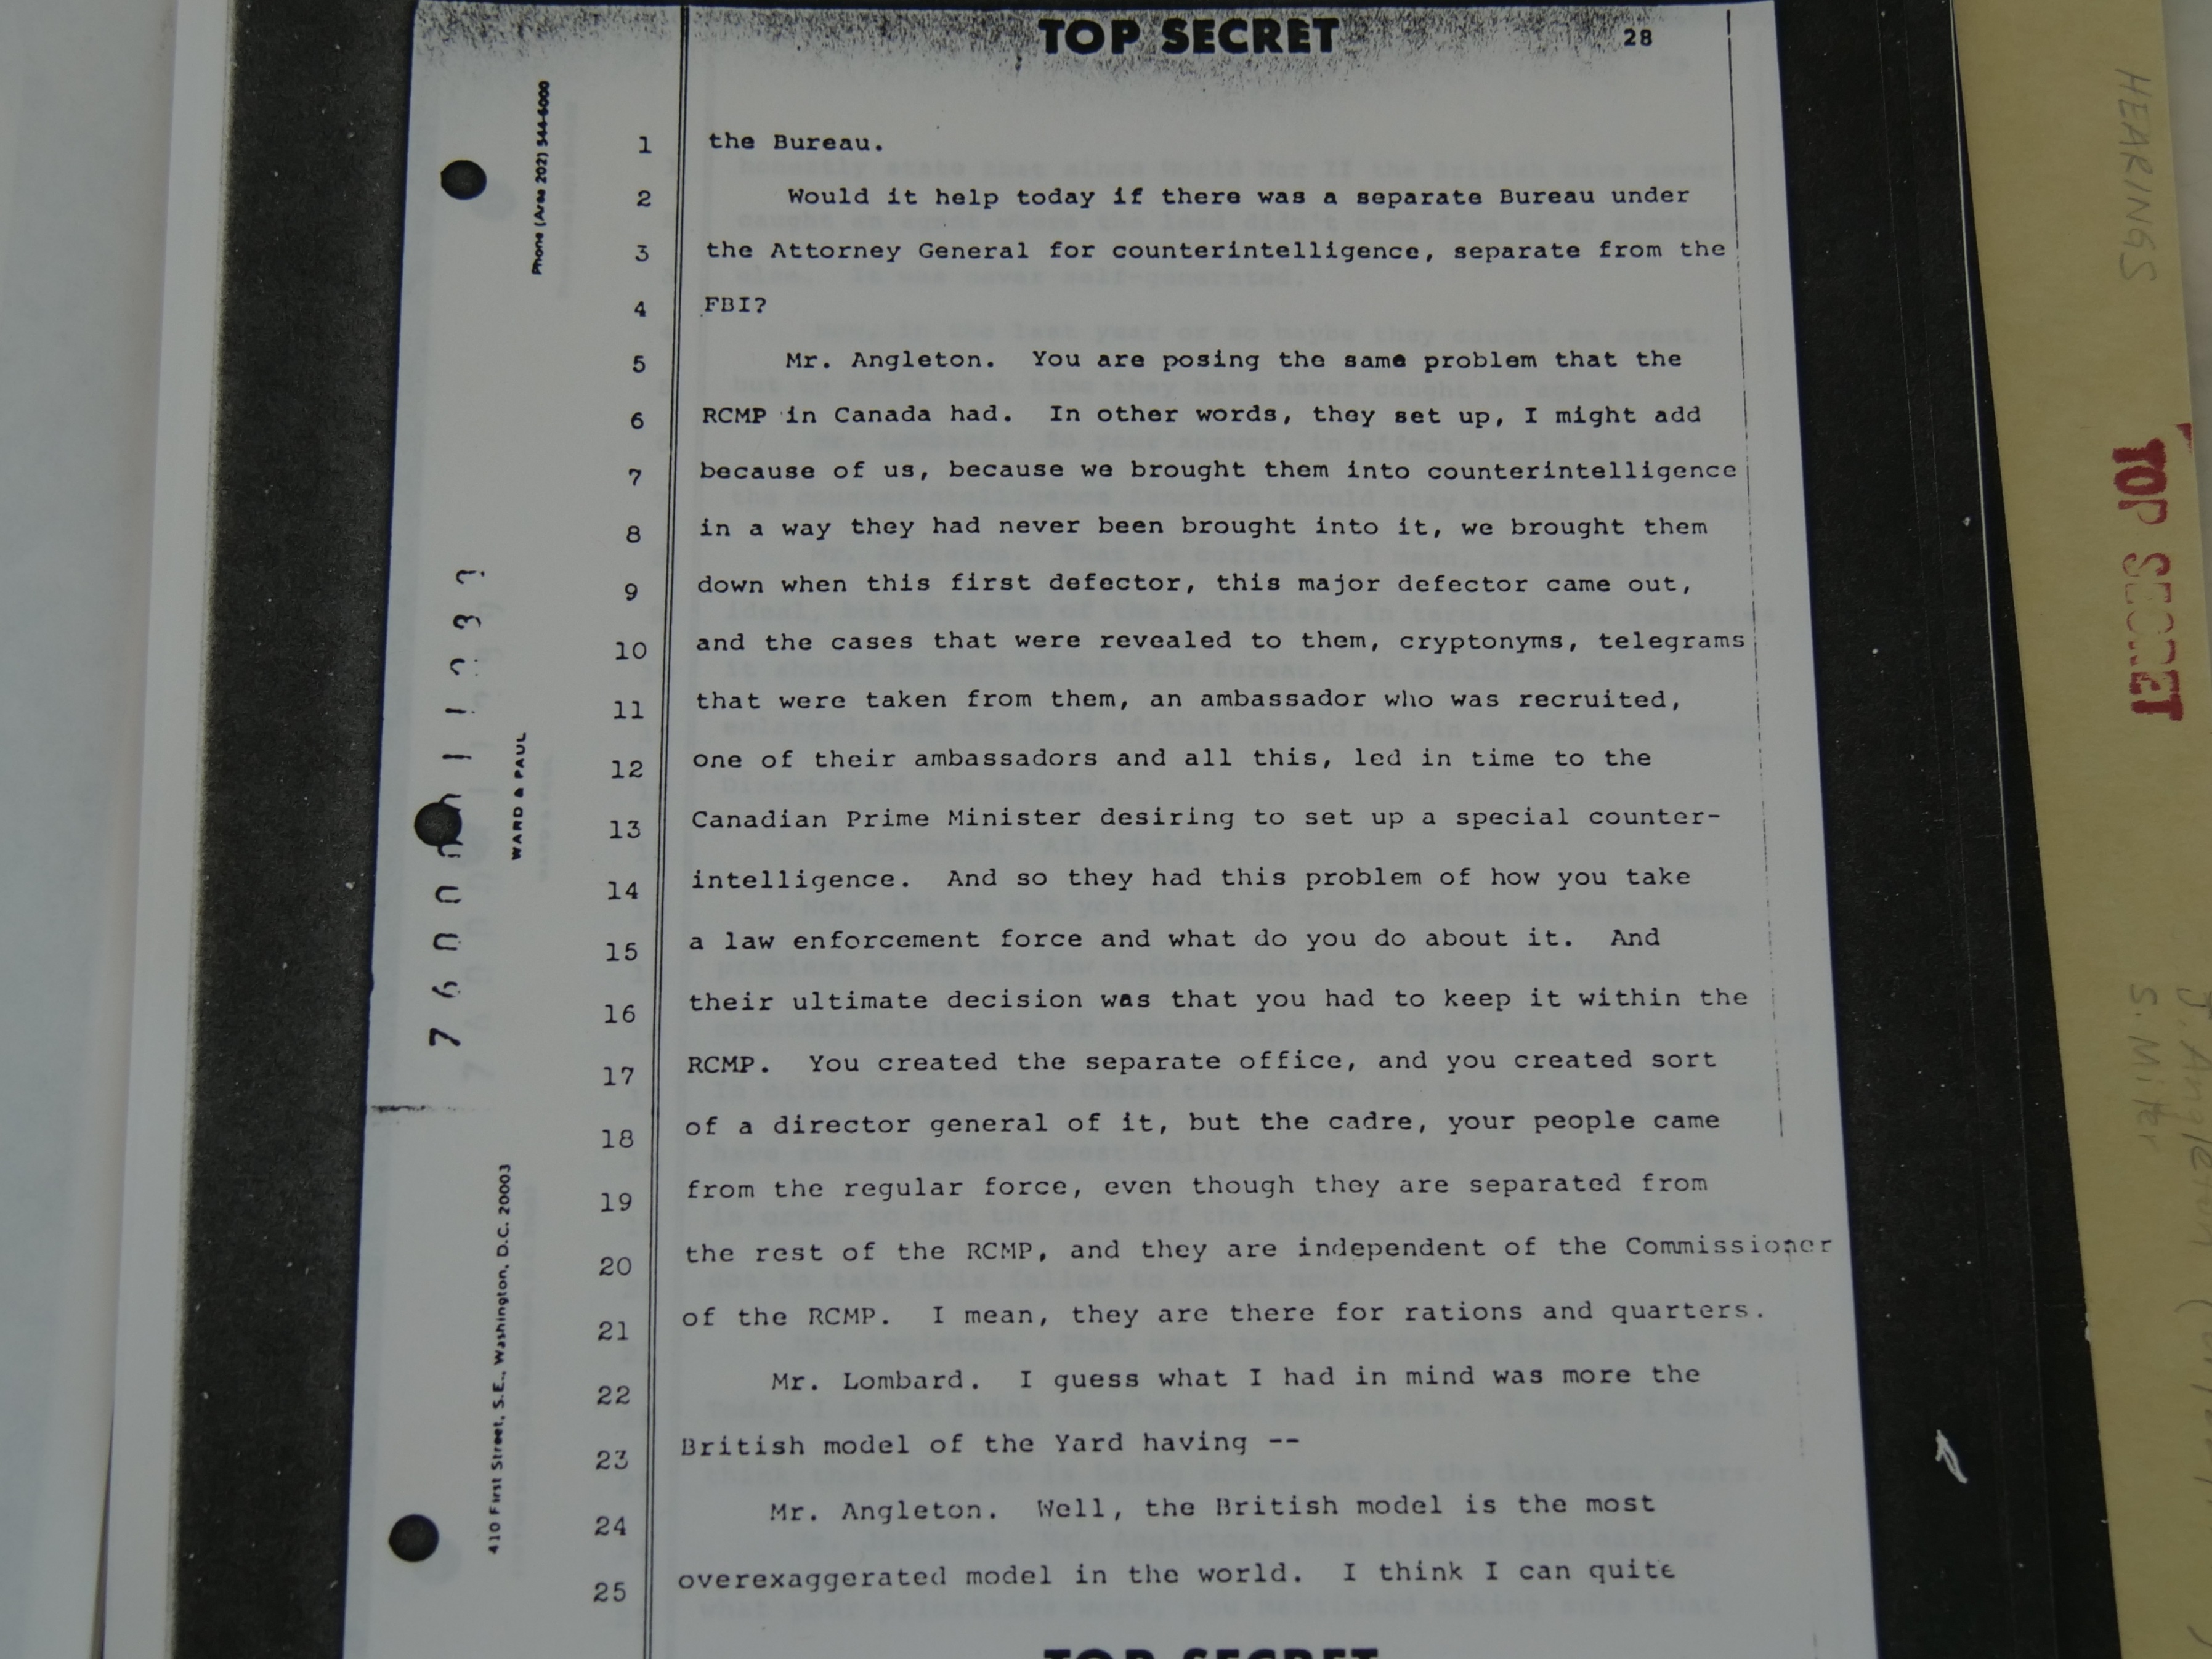 TOP SECRET
28
Phone (Area 202) 544-6000
1 the Bureau.
2 Would it help today if there was a separate Bureau under
3 the Attorney General for counterintelligence, separate from the
4 FBI?
5 Mr. Angleton. You are posing the same problem that the
6 RCMP in Canada had. In other words, they set up, I might add
7 because of us, because we brought them into counterintelligence
8 in a way they had never been brought into it, we brought them
9 down when this first defector, this major defector came out,
10 and the cases that were revealed to them, cryptonyms, telegrams
11 that were taken from them, an ambassador who was recruited,
12 one of their ambassadors and all this, led in time to the
13 Canadian Prime Minister desiring to set up a special counter-
14 intelligence. And so they had this problem of how you take
15 a law enforcement force and what do you do about it. And
16 their ultimate decision was that you had to keep it within the
17 RCMP. You created the separate office, and you created sort
18 of a director general of it, but the cadre, your people came
19 from the regular force, even though they are separated from
20 the rest of the RCMP, and they are independent of the Commissioner
21 of the RCMP. I mean, they are there for rations and quarters.
22 Mr. Lombard. I guess what I had in mind was more the
23 British model of the Yard having --
24 Mr. Angleton. Well, the British model is the most
25 overexaggerated model in the world. I think I can quite
WARD & PAUL
410 First Street, S.E., Washington, D.C. 20003
TOP SECRET
HEARINGS
TOP SECRET
J. Angleton
S. Miler